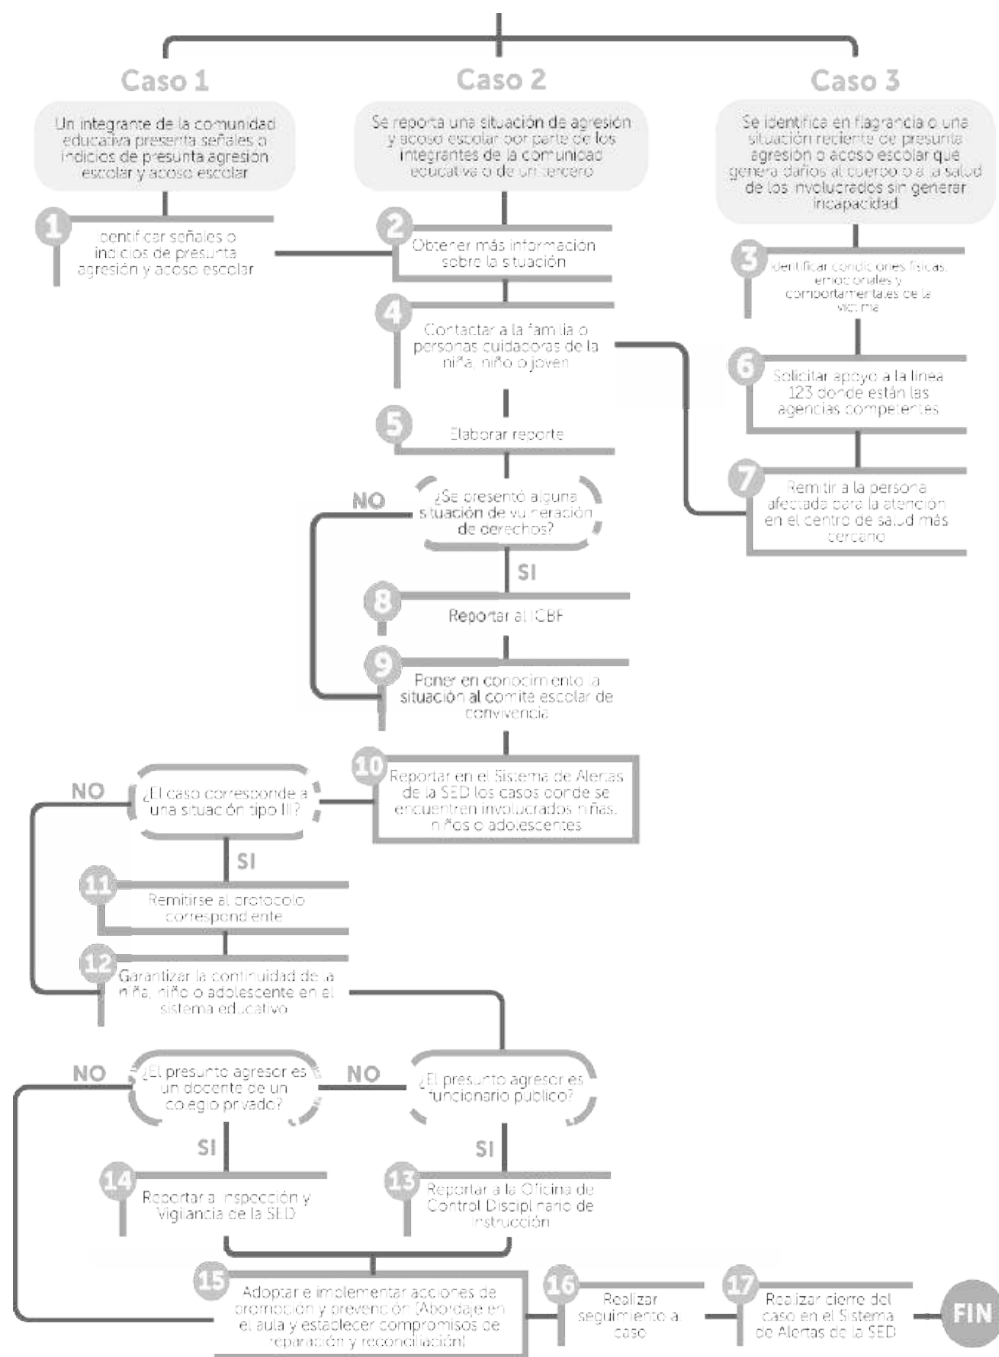 Caso 1
Un integrante de la comunidad
educativa presenta señales o
indicios de presunta agresión
escolar y acoso escolar
Caso 2
Se reporta una situación de agresión
y acoso escolar por parte de los
integrantes de la comunidad
educativa o de un tercero
Caso 3
Se identifica en flagrancia o una
situación reciente de presunta
agresión o acoso escolar que
genera daños al cuerpo o a la salud
de los involucrados sin generar
incapacidad
1
Identificar señales o
indicios de presunta
agresión y acoso escolar
2
Obtener más información
sobre la situación
3
Identificar condiciones físicas,
emocionales y
comportamentales de la
víctima
4
Contactar a la familia o
personas cuidadoras de la
niña, niño o joven
6
Solicitar apoyo a la línea
123 donde están las
agencias competentes
5
Elaborar reporte
7
Remitir a la persona
afectada para la atención
en el centro de salud más
cercano
NO
¿Se presentó alguna
situación de vulneración
de derechos?
SI
8
Reportar al ICBF
9
Poner en conocimiento la
situación al comité escolar de
convivencia
10
Reportar en el Sistema de Alertas
de la SED los casos donde se
encuentren involucrados niñas,
niños o adolescentes
NO
¿El caso corresponde a
una situación tipo III?
SI
11
Remitirse al protocolo
correspondiente
12
Garantizar la continuidad de la
niña, niño o adolescente en el
sistema educativo
NO
¿El presunto agresor es
un docente de un
colegio privado?
NO
¿El presunto agresor es
funcionario público?
SI
SI
14
Reportar a Inspección y
Vigilancia de la SED
13
Reportar a la Oficina de
Control Disciplinario de
Instrucción
15
Adoptar e implementar acciones de
promoción y prevención (Abordaje en
el aula y establecer compromisos de
reparación y reconciliación)
16
Realizar
seguimiento al
caso
17
Realizar cierre del
caso en el Sistema
de Alertas de la SED
FIN